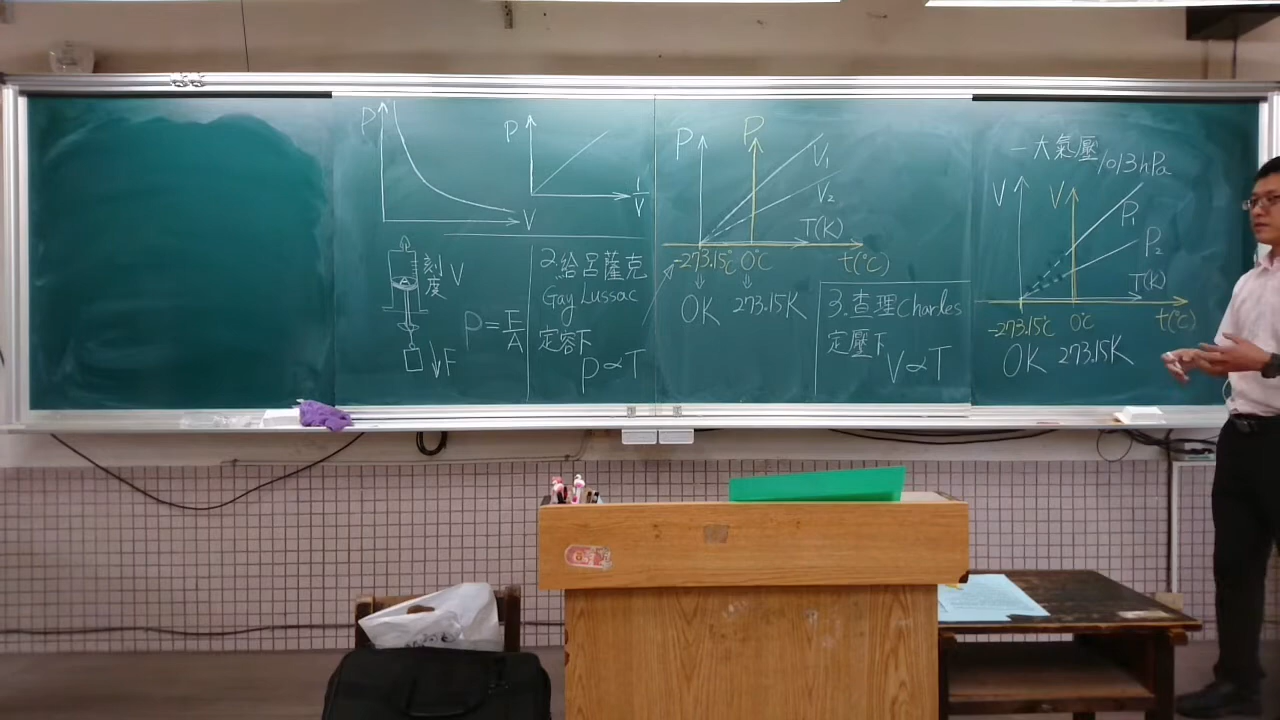 P
V
P
1/V
刻度 V
P=F/A
↓F
2.給呂薩克
Gay Lussac
定容下
P∝T
P
P
V₁
V₂
T(K)
-273.15℃ 0℃
t(℃)
0K 273.15K
3.查理Charles
定壓下
V∝T
一大氣壓
1013hPa
V
V
P₁
P₂
T(K)
-273.15℃ 0℃
t(℃)
0K 273.15K